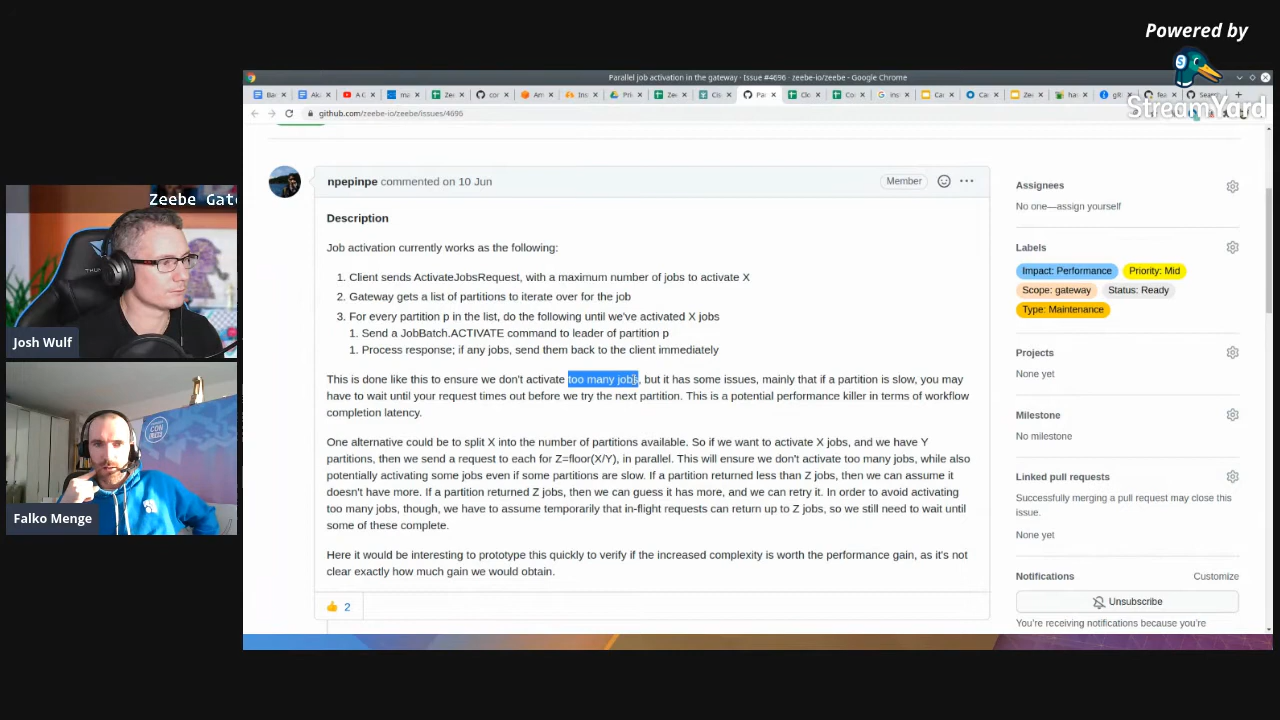 Powered by
StreamYard
Parallel job activation in the gateway · Issue #4696 · zeebe-io/zeebe - Google Chrome
github.com/zeebe-io/zeebe/issues/4696
npepinpe commented on 10 Jun
Member
Description
Job activation currently works as the following:
1. Client sends ActivateJobsRequest, with a maximum number of jobs to activate X
2. Gateway gets a list of partitions to iterate over for the job
3. For every partition p in the list, do the following until we've activated X jobs
1. Send a JobBatch.ACTIVATE command to leader of partition p
1. Process response; if any jobs, send them back to the client immediately
This is done like this to ensure we don't activate too many jobs, but it has some issues, mainly that if a partition is slow, you may
have to wait until your request times out before we try the next partition. This is a potential performance killer in terms of workflow
completion latency.
One alternative could be to split X into the number of partitions available. So if we want to activate X jobs, and we have Y
partitions, then we send a request to each for Z=floor(X/Y), in parallel. This will ensure we don't activate too many jobs, while also
potentially activating some jobs even if some partitions are slow. If a partition returned less than Z jobs, then we can assume it
doesn't have more. If a partition returned Z jobs, then we can guess it has more, and we can retry it. In order to avoid activating
too many jobs, though, we have to assume temporarily that in-flight requests can return up to Z jobs, so we still need to wait until
some of these complete.
Here it would be interesting to prototype this quickly to verify if the increased complexity is worth the performance gain, as it's not
clear exactly how much gain we would obtain.
2
Assignees
No one—assign yourself
Labels
Impact: Performance
Priority: Mid
Scope: gateway
Status: Ready
Type: Maintenance
Projects
None yet
Milestone
No milestone
Linked pull requests
Successfully merging a pull request may close this
issue.
None yet
Notifications
Customize
Unsubscribe
You're receiving notifications because you're
Zeebe Gat
Josh Wulf
Falko Menge